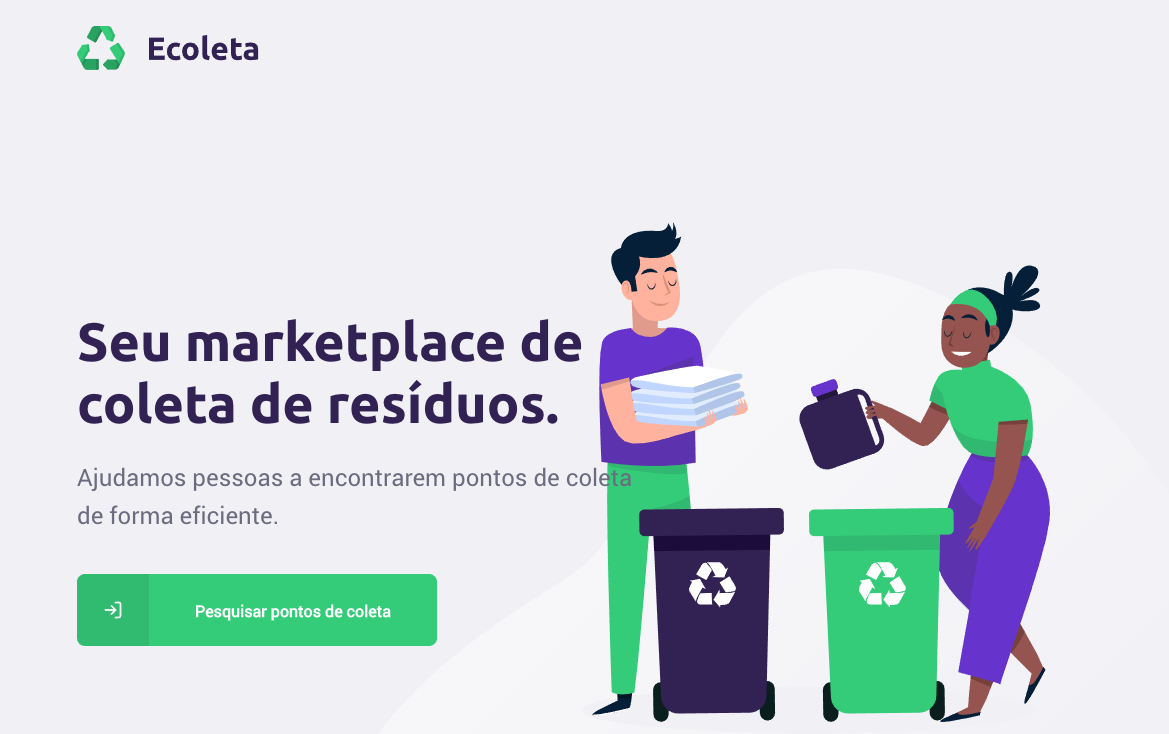 Ecoleta
Seu marketplace de
coleta de resíduos.
Ajudamos pessoas a encontrarem pontos de coleta
de forma eficiente.
Pesquisar pontos de coleta